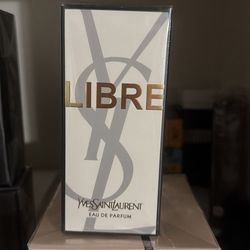 LIBRE
YVES SAINT LAURENT
EAU DE PARFUM